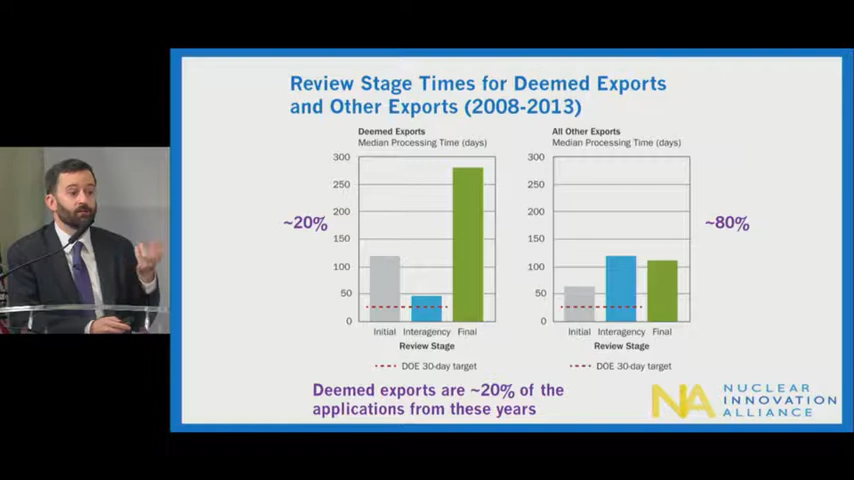 Review Stage Times for Deemed Exports
and Other Exports (2008-2013)
Deemed Exports
Median Processing Time (days)
300
250
200
150
100
50
0
Initial Interagency Final
Review Stage
DOE 30-day target
~20%
All Other Exports
Median Processing Time (days)
300
250
200
150
100
50
0
Initial Interagency Final
Review Stage
DOE 30-day target
~80%
Deemed exports are ~20% of the
applications from these years
NA
NUCLEAR
INNOVATION
ALLIANCE